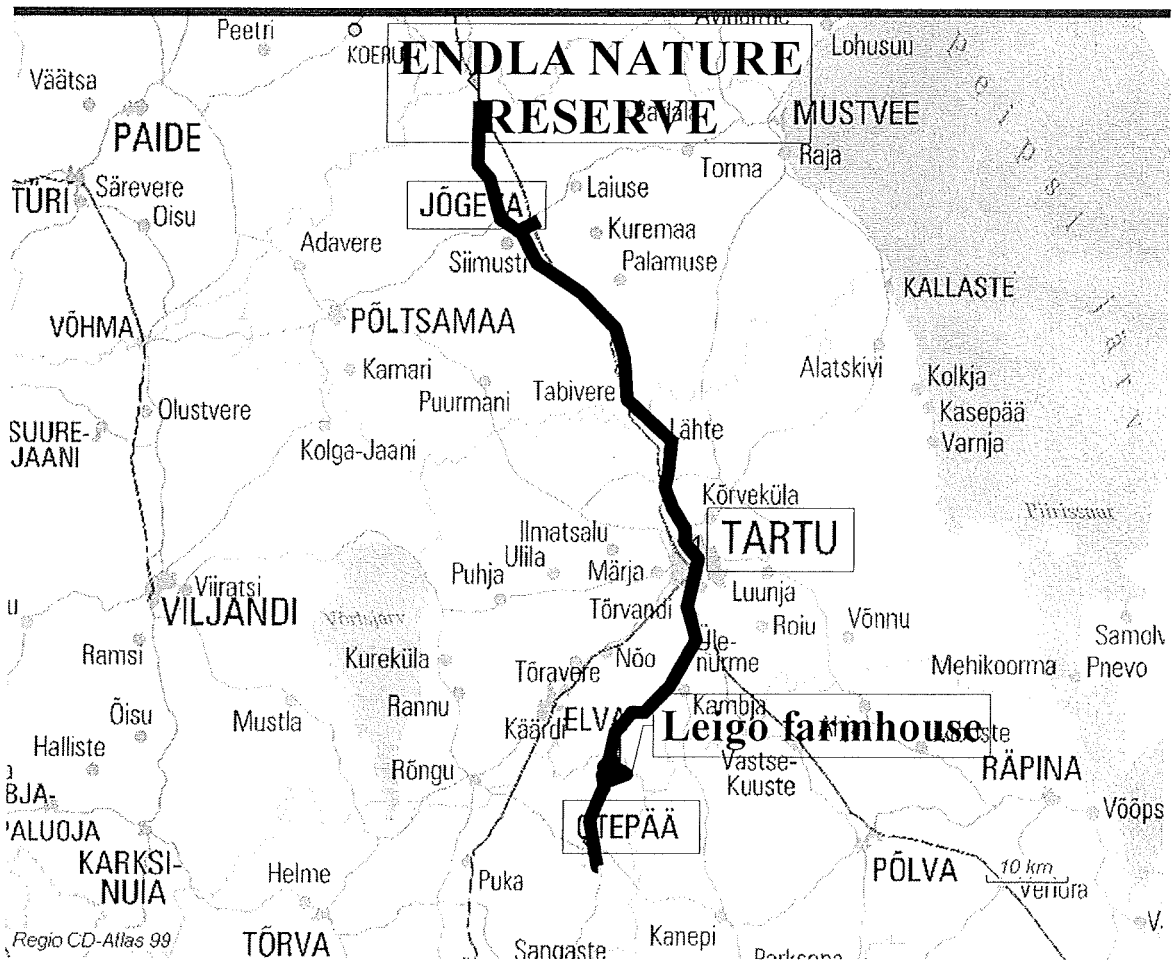 Peetri
KOERU
Lohusuu
ENDLA NATURE
RESERVE
Väätsa
PAIDE
MUSTVEE
Torma
Raja
TÜRI
Särevere
Oisu
JÕGEVA
Laiuse
Adavere
Siimusti
Kuremaa
Palamuse
KALLASTE
VÕHMA
PÕLTSAMAA
Kamari
Puurmani
Tabivere
Alatskivi
Kolkja
Kasepää
Varnja
Olustvere
SUURE-
JAANI
Kolga-Jaani
Lähte
Kõrveküla
Piirissaar
Ilmatsalu
Ulila
TARTU
Puhja
Märja
Viiratsi
VILJANDI
Võrtsjärv
Tõrvandi
Luunja
Roiu
Võnnu
Ramsi
Kureküla
Tõravere
Nõo
Üle-
nurme
Mehikoorma
Pnevo
Õisu
Mustla
Rannu
Käärdi
ELVA
Kambja
Leigo farmhouse
Halliste
Rõngu
Vastse-
Kuuste
RÄPINA
OTEPÄÄ
KARKSI-
NUIA
Helme
Puka
PÕLVA
10 km
Regio CD-Atlas 99
TÕRVA
Sangaste
Kanepi